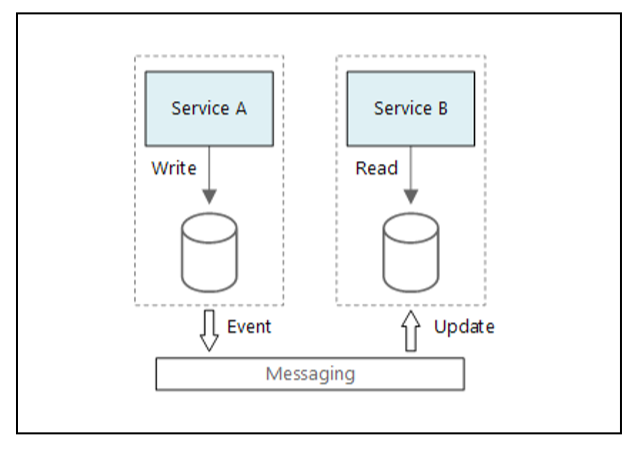 Service A
Service B
Write
Read
Event
Update
Messaging